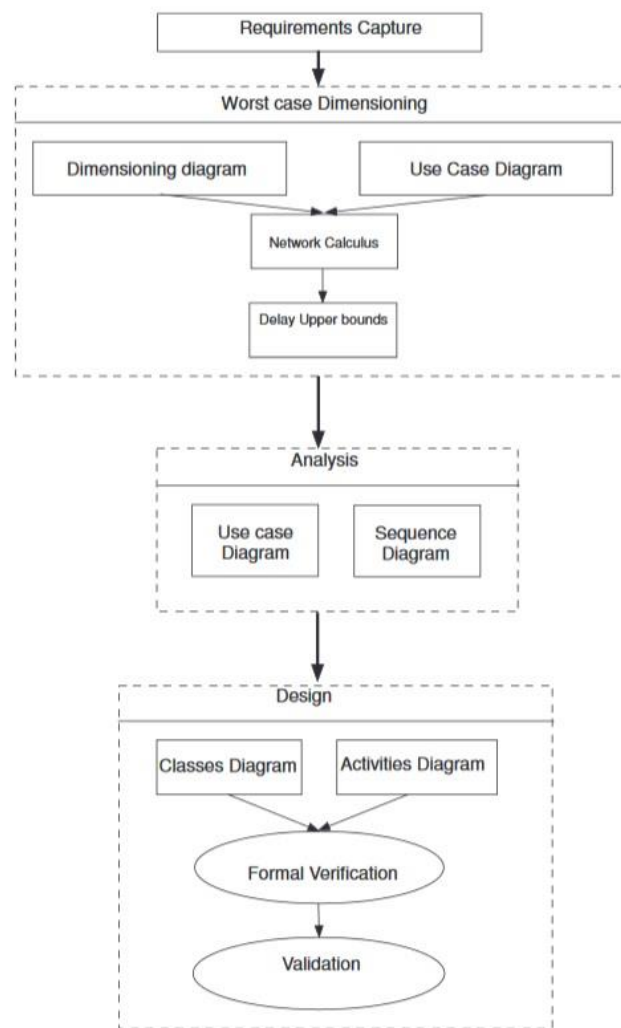 Requirements Capture
Worst case Dimensioning
Dimensioning diagram
Use Case Diagram
Network Calculus
Delay Upper bounds
Analysis
Use case
Diagram
Sequence
Diagram
Design
Classes Diagram
Activities Diagram
Formal Verification
Validation